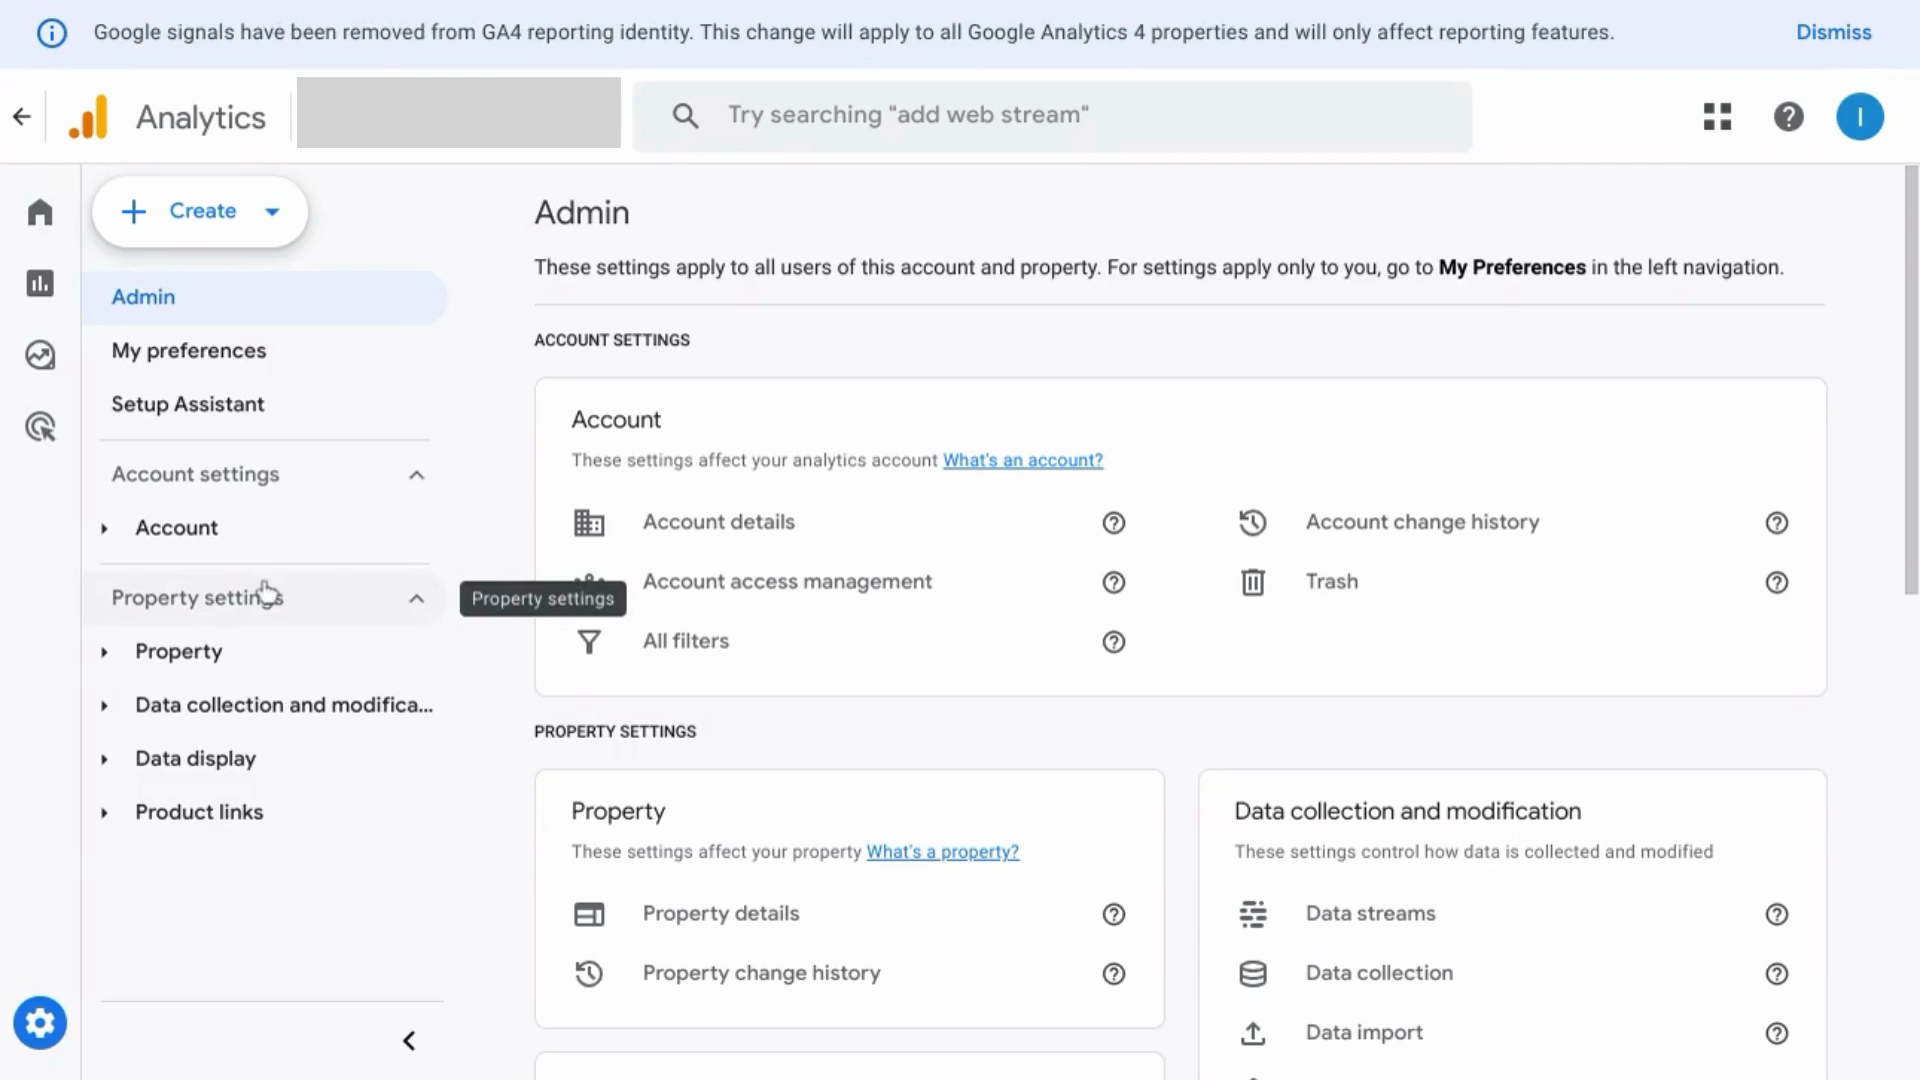 Google signals have been removed from GA4 reporting identity. This change will apply to all Google Analytics 4 properties and will only affect reporting features.
Dismiss
Analytics
Try searching "add web stream"
I
Create
Admin
My preferences
Setup Assistant
Account settings
Account
Property settings
Property
Data collection and modifica...
Data display
Product links
Property settings
Admin
These settings apply to all users of this account and property. For settings apply only to you, go to My Preferences in the left navigation.
ACCOUNT SETTINGS
Account
These settings affect your analytics account What's an account?
Account details
Account change history
Account access management
Trash
All filters
PROPERTY SETTINGS
Property
These settings affect your property What's a property?
Property details
Property change history
Data collection and modification
These settings control how data is collected and modified
Data streams
Data collection
Data import